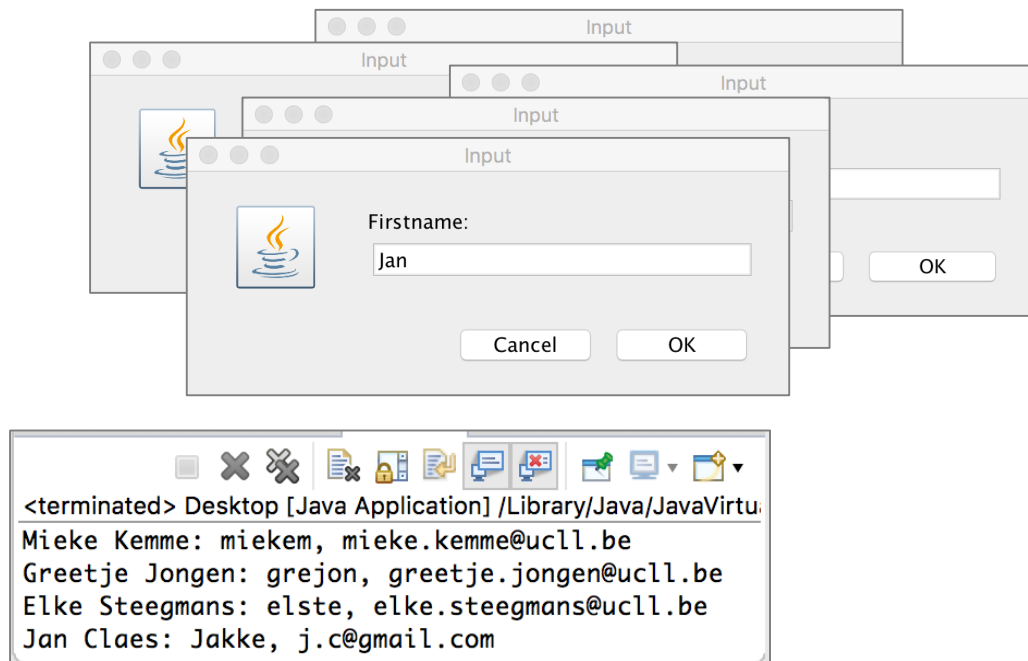 Input
Input
Input
Input
Input
Firstname:
Jan
OK
Cancel
OK
<terminated> Desktop [Java Application] /Library/Java/JavaVirtu
Mieke Kemme: miekem, mieke.kemme@ucll.be
Greetje Jongen: grejon, greetje.jongen@ucll.be
Elke Steegmans: elste, elke.steegmans@ucll.be
Jan Claes: Jakke, j.c@gmail.com